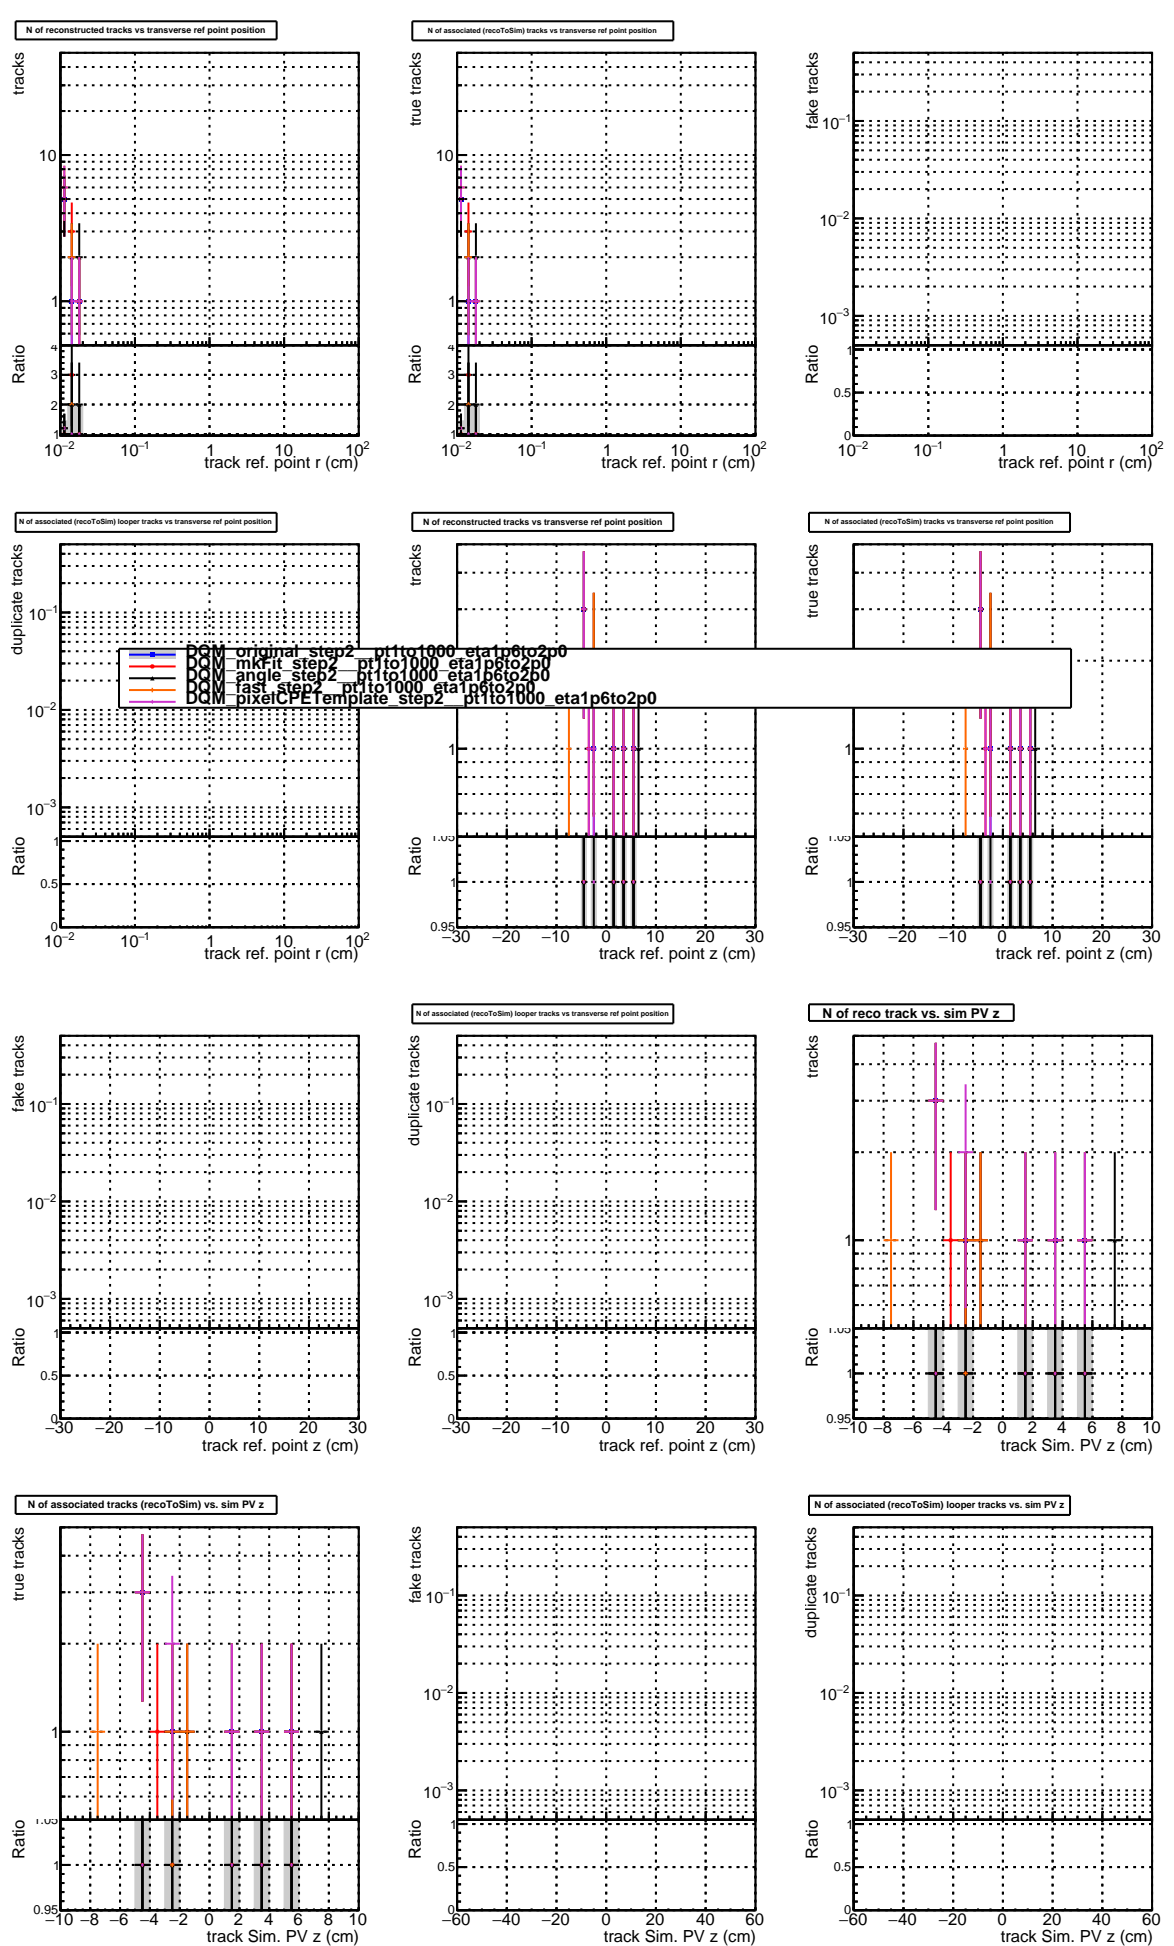 N of reconstructed tracks vs transverse ref point position
tracks
10
1
Ratio
4
3
2
1
10−2 10−1 1 10 102
track ref. point r (cm)
N of associated (recoToSim) tracks vs transverse ref point position
true tracks
10
1
Ratio
4
3
2
1
10−2 10−1 1 10 102
track ref. point r (cm)
fake tracks
10−1
10−2
10−3
Ratio
1
0.5
0
10−2 10−1 1 10 102
track ref. point r (cm)
N of associated (recoToSim) looper tracks vs transverse ref point position
duplicate tracks
10−1
10−2
10−3
Ratio
1
0.5
0
10−2 10−1 1 10 102
track ref. point r (cm)
N of reconstructed tracks vs transverse ref point position
tracks
1
Ratio
1.05
1
0.95
−30 −20 −10 0 10 20 30
track ref. point z (cm)
N of associated (recoToSim) tracks vs transverse ref point position
true tracks
1
Ratio
1.05
1
0.95
−30 −20 −10 0 10 20 30
track ref. point z (cm)
DQM_original_step2__pt1to1000_eta1p6to2p0
DQM_mkFit_step2__pt1to1000_eta1p6to2p0
DQM_angle_step2__pt1to1000_eta1p6to2p0
DQM_fast_step2__pt1to1000_eta1p6to2p0
DQM_pixelCPETemplate_step2__pt1to1000_eta1p6to2p0
fake tracks
10−1
10−2
10−3
Ratio
1
0.5
0
−30 −20 −10 0 10 20 30
track ref. point z (cm)
N of associated (recoToSim) looper tracks vs transverse ref point position
duplicate tracks
10−1
10−2
10−3
Ratio
1
0.5
0
−30 −20 −10 0 10 20 30
track ref. point z (cm)
N of reco track vs. sim PV z
tracks
1
Ratio
1.05
1
0.95
−10 −8 −6 −4 −2 0 2 4 6 8 10
track Sim. PV z (cm)
N of associated tracks (recoToSim) vs. sim PV z
true tracks
1
Ratio
1.05
1
0.95
−10 −8 −6 −4 −2 0 2 4 6 8 10
track Sim. PV z (cm)
fake tracks
10−1
10−2
10−3
Ratio
1
0.5
0
−60 −40 −20 0 20 40 60
track Sim. PV z (cm)
N of associated (recoToSim) looper tracks vs. sim PV z
duplicate tracks
10−1
10−2
10−3
Ratio
1
0.5
0
−60 −40 −20 0 20 40 60
track Sim. PV z (cm)